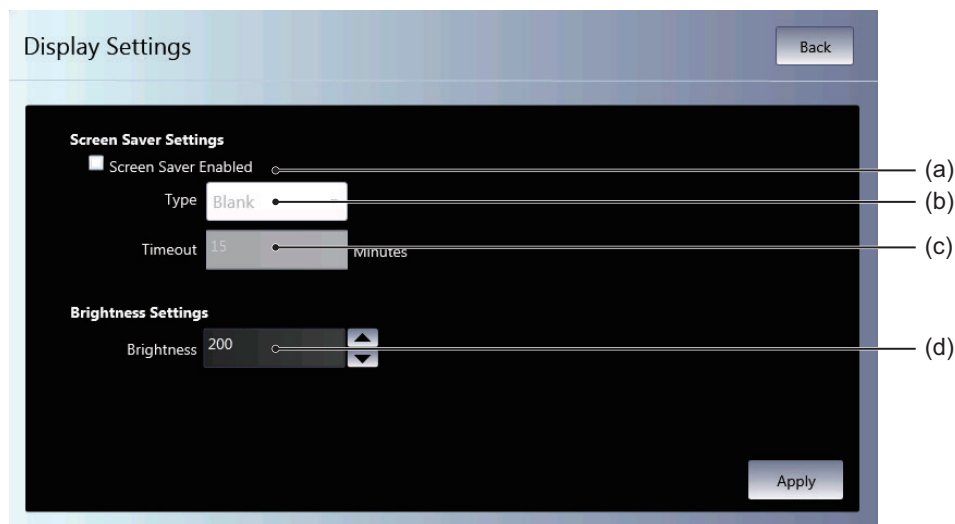 Display Settings
Back
Screen Saver Settings
Screen Saver Enabled
(a)
Type Blank
(b)
Timeout 15 Minutes
(c)
Brightness Settings
Brightness 200
(d)
Apply